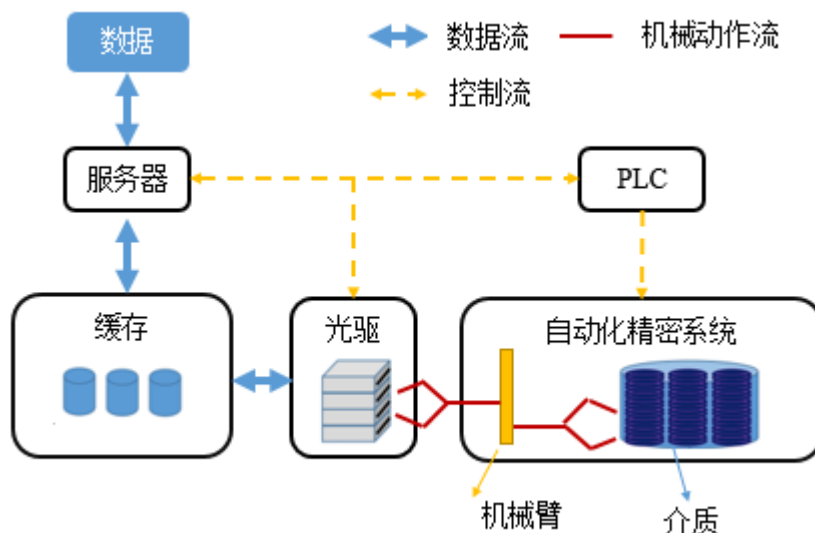 数据
数据流
机械动作流
控制流
服务器
PLC
缓存
光驱
自动化精密系统
机械臂
介质